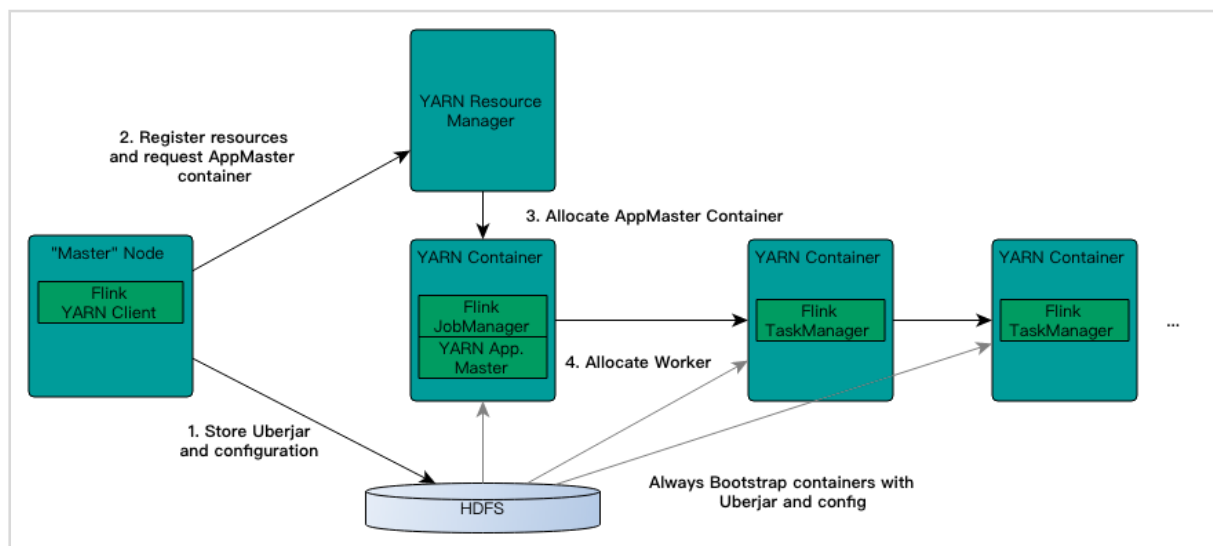 YARN Resource
Manager
2. Register resources
and request AppMaster
container
3. Allocate AppMaster Container
"Master" Node
Flink
YARN Client
YARN Container
Flink
JobManager
YARN App.
Master
YARN Container
Flink
TaskManager
YARN Container
Flink
TaskManager
...
4. Allocate Worker
1. Store Uberjar
and configuration
Always Bootstrap containers with
Uberjar and config
HDFS